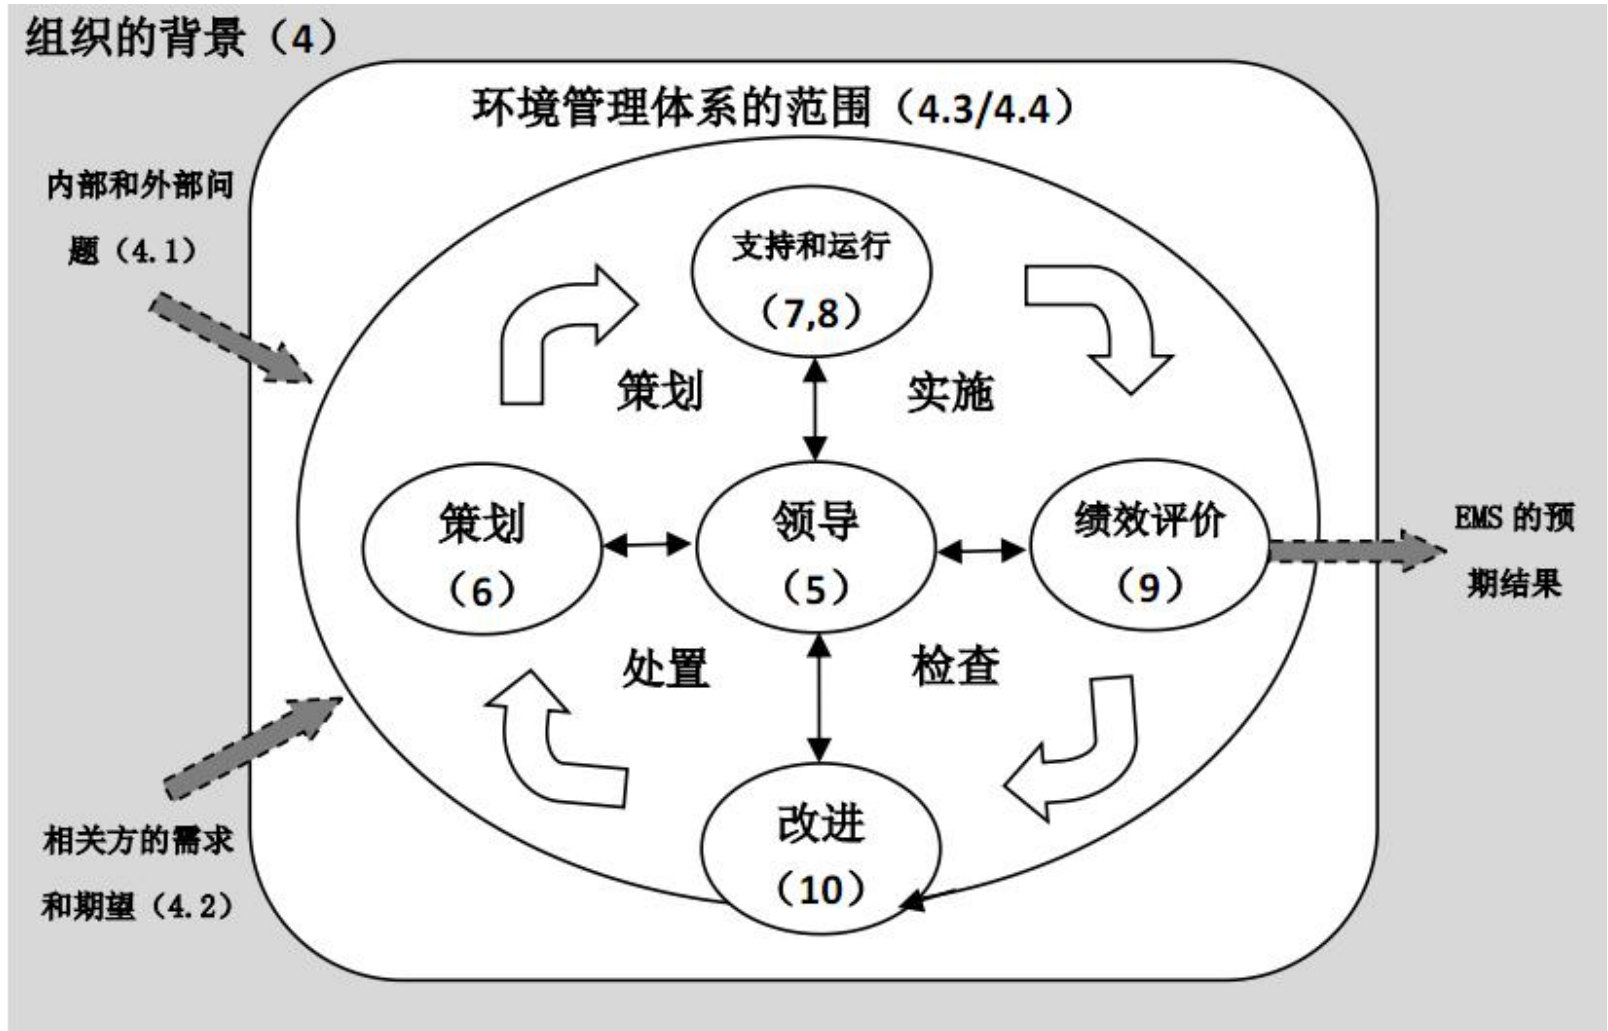 组织的背景（4）
环境管理体系的范围（4.3/4.4）
内部和外部问
题（4.1）
支持和运行
（7,8）
策划
实施
策划
（6）
领导
（5）
绩效评价
（9）
EMS 的预
期结果
处置
检查
改进
（10）
相关方的需求
和期望（4.2）